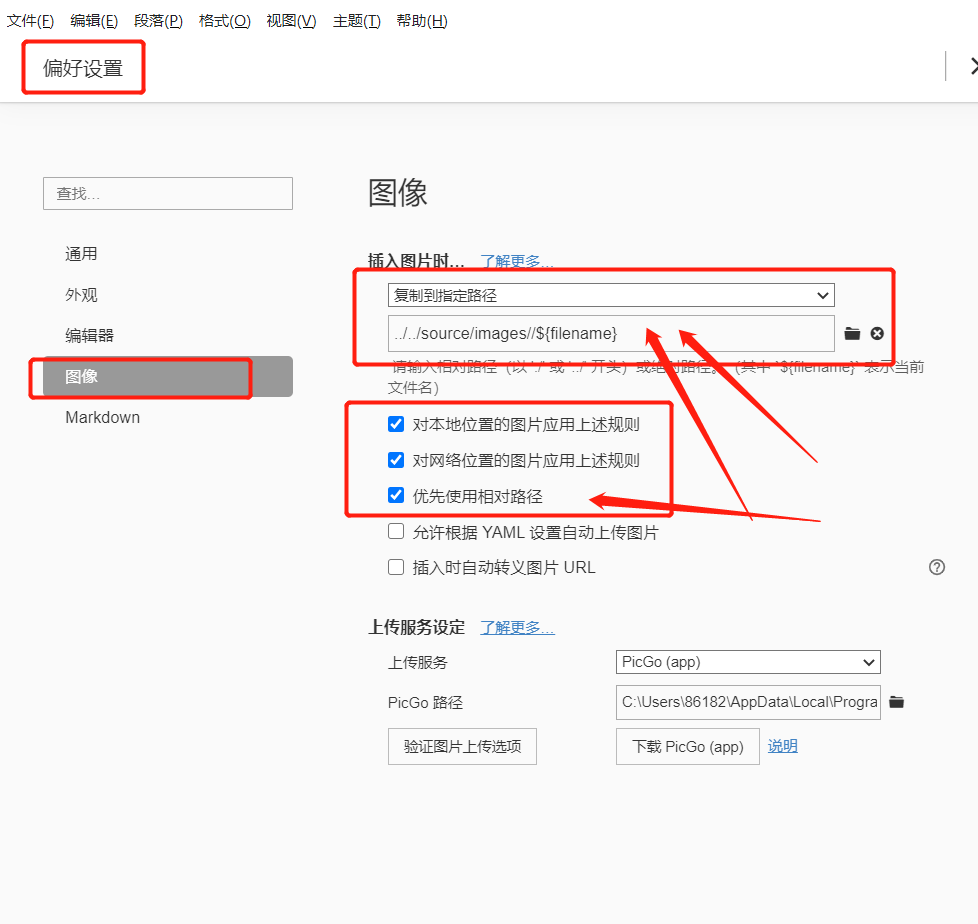 文件(F) 编辑(E) 段落(P) 格式(O) 视图(V) 主题(T) 帮助(H)
偏好设置
查找...
通用
外观
编辑器
图像
Markdown
图像
插入图片时... 了解更多...
复制到指定路径
../../source/images//${filename}
请输入相对路径（以 './' 或 '../' 开头）或绝对路径。 （其中 '${filename}' 表示当前
文件名）
对本地位置的图片应用上述规则
对网络位置的图片应用上述规则
优先使用相对路径
允许根据 YAML 设置自动上传图片
插入时自动转义图片 URL
上传服务设定 了解更多...
上传服务 PicGo (app)
PicGo 路径 C:\Users\86182\AppData\Local\Progra
验证图片上传选项 下载 PicGo (app) 说明